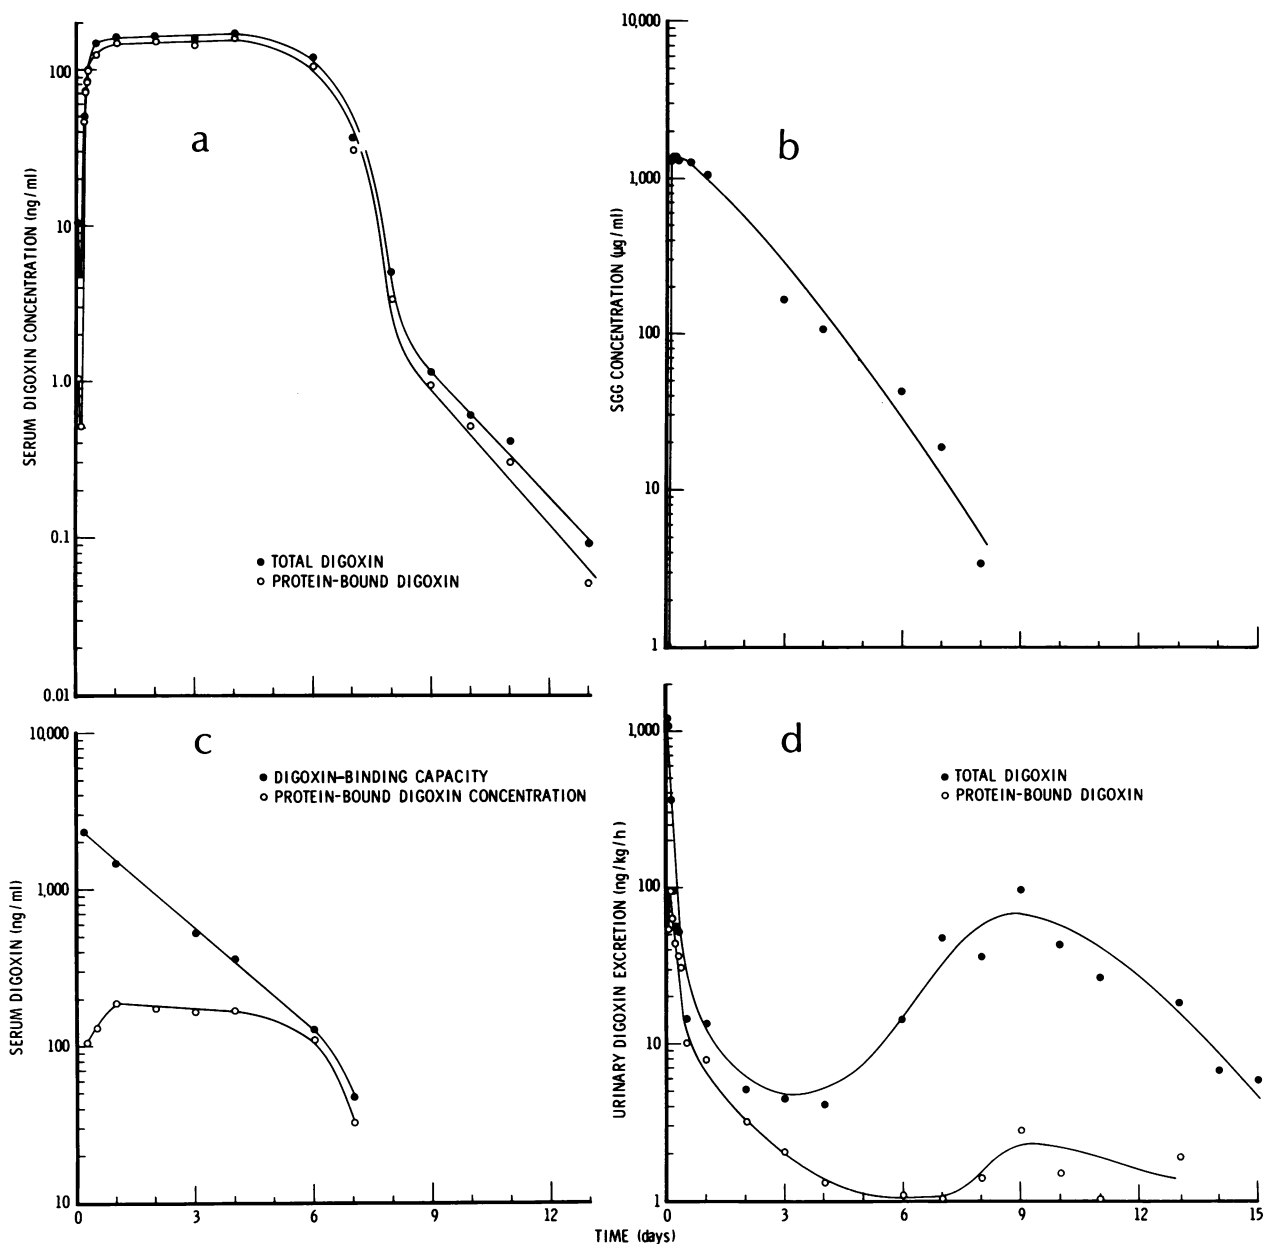 a
SERUM DIGOXIN CONCENTRATION (ng/ml)
100
10
1.0
0.1
0.01
● TOTAL DIGOXIN
○ PROTEIN-BOUND DIGOXIN
b
SGG CONCENTRATION (µg/ml)
10,000
1,000
100
10
1
c
SERUM DIGOXIN (ng/ml)
10,000
1,000
100
10
● DIGOXIN-BINDING CAPACITY
○ PROTEIN-BOUND DIGOXIN CONCENTRATION
0 3 6 9 12
d
URINARY DIGOXIN EXCRETION (ng/kg/h)
1,000
100
10
1
● TOTAL DIGOXIN
○ PROTEIN-BOUND DIGOXIN
0 3 6 9 12 15
TIME (days)